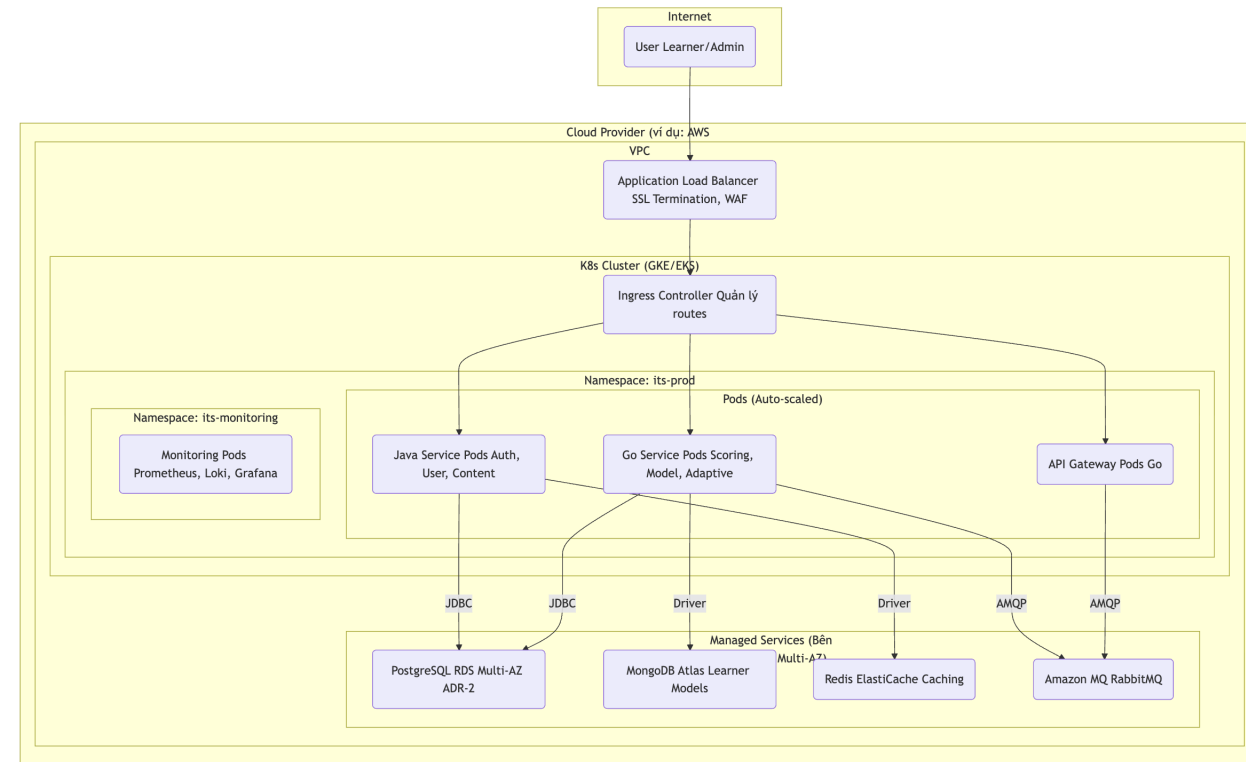 Internet
User Learner/Admin
Cloud Provider (ví dụ: AWS
VPC
Application Load Balancer
SSL Termination, WAF
K8s Cluster (GKE/EKS)
Ingress Controller Quản lý
routes
Namespace: its-prod
Pods (Auto-scaled)
Namespace: its-monitoring
Monitoring Pods
Prometheus, Loki, Grafana
Java Service Pods Auth,
User, Content
Go Service Pods Scoring,
Model, Adaptive
API Gateway Pods Go
JDBC
JDBC
Driver
Driver
AMQP
AMQP
Managed Services (Bên
Multi-AZ)
PostgreSQL RDS Multi-AZ
ADR-2
MongoDB Atlas Learner
Models
Redis ElastiCache Caching
Amazon MQ RabbitMQ